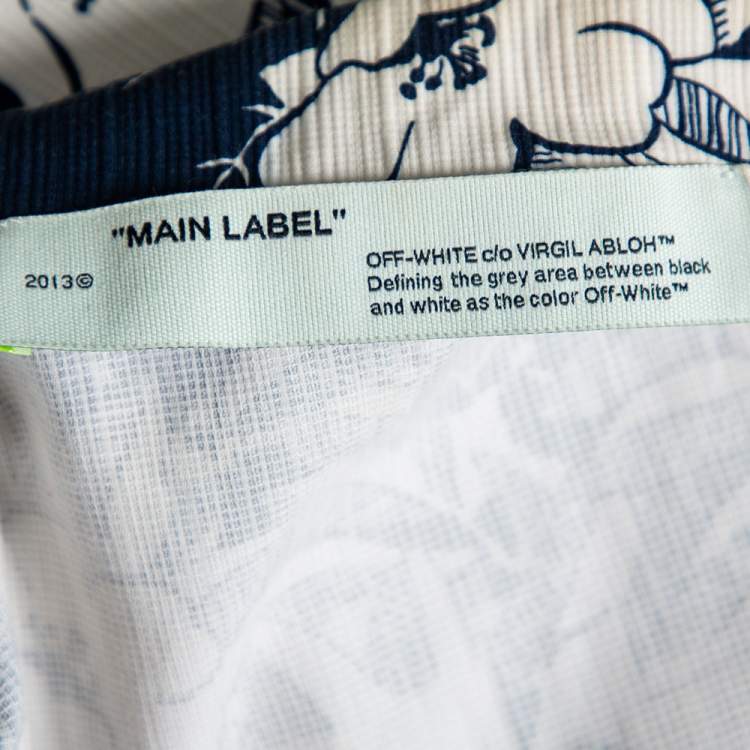 "MAIN LABEL"
2013©
OFF-WHITE c/o VIRGIL ABLOH™
Defining the grey area between black
and white as the color Off-White™